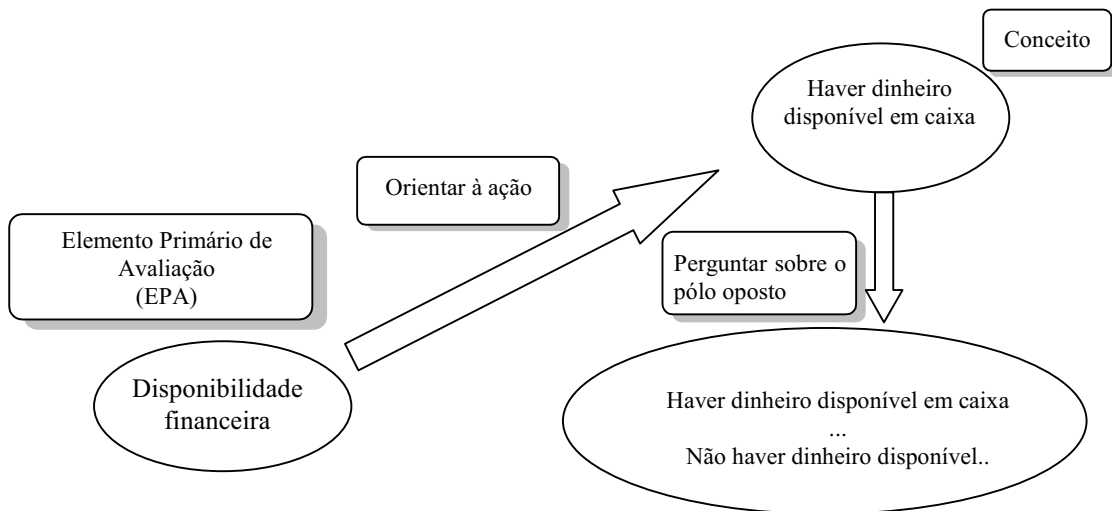 Conceito
Haver dinheiro
disponível em caixa
Orientar à ação
Elemento Primário de
Avaliação
(EPA)
Perguntar sobre o
pólo oposto
Disponibilidade
financeira
Haver dinheiro disponível em caixa
...
Não haver dinheiro disponível..